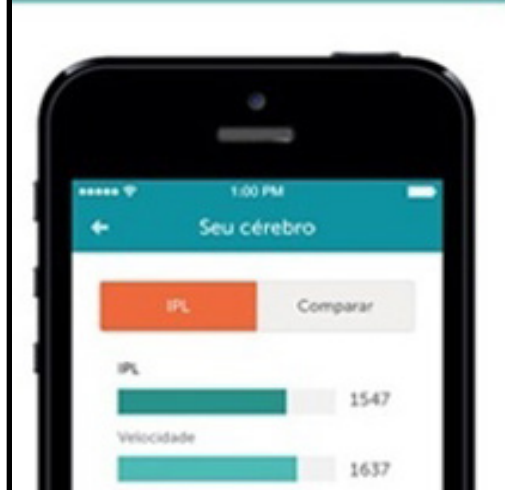 1:00 PM
Seu cérebro
IPL
Comparar
IPL
1547
Velocidade
1637